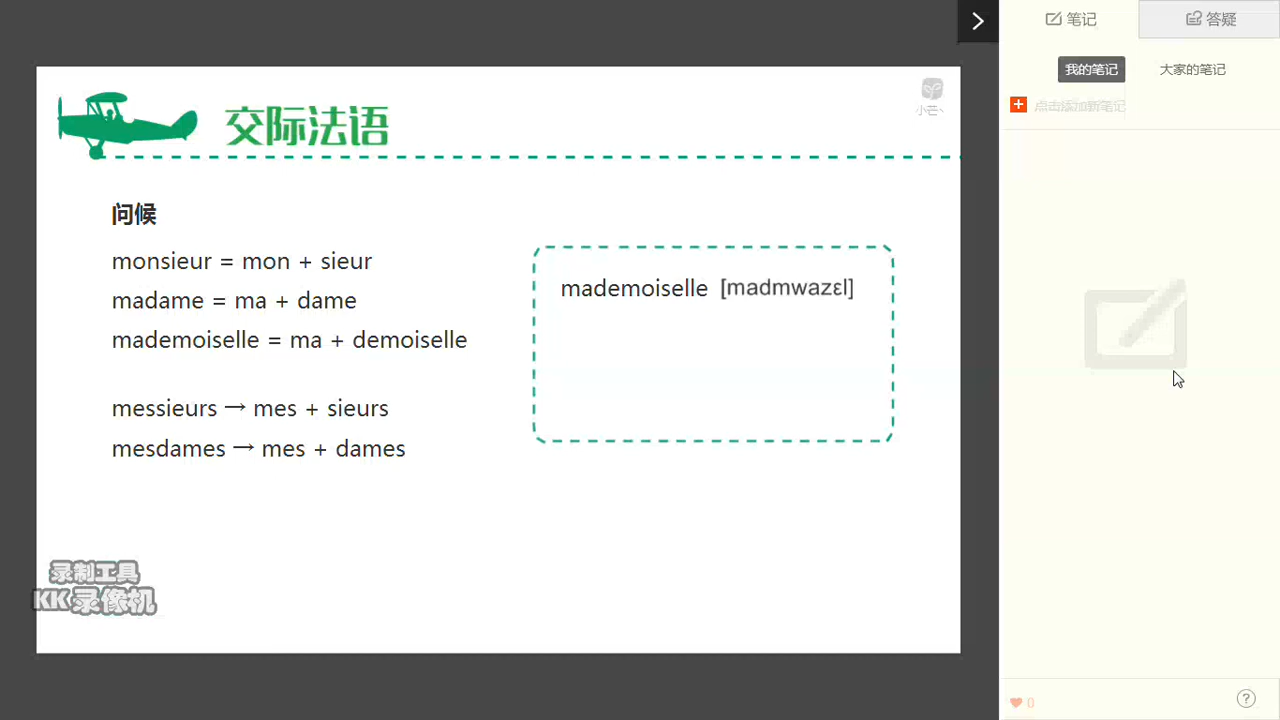 笔记
答疑
我的笔记
大家的笔记
点击添加新笔记
交际法语
问候
monsieur = mon + sieur
madame = ma + dame
mademoiselle = ma + demoiselle
messieurs → mes + sieurs
mesdames → mes + dames
mademoiselle [madmwazɛl]
录制工具
KK录像机
0
?